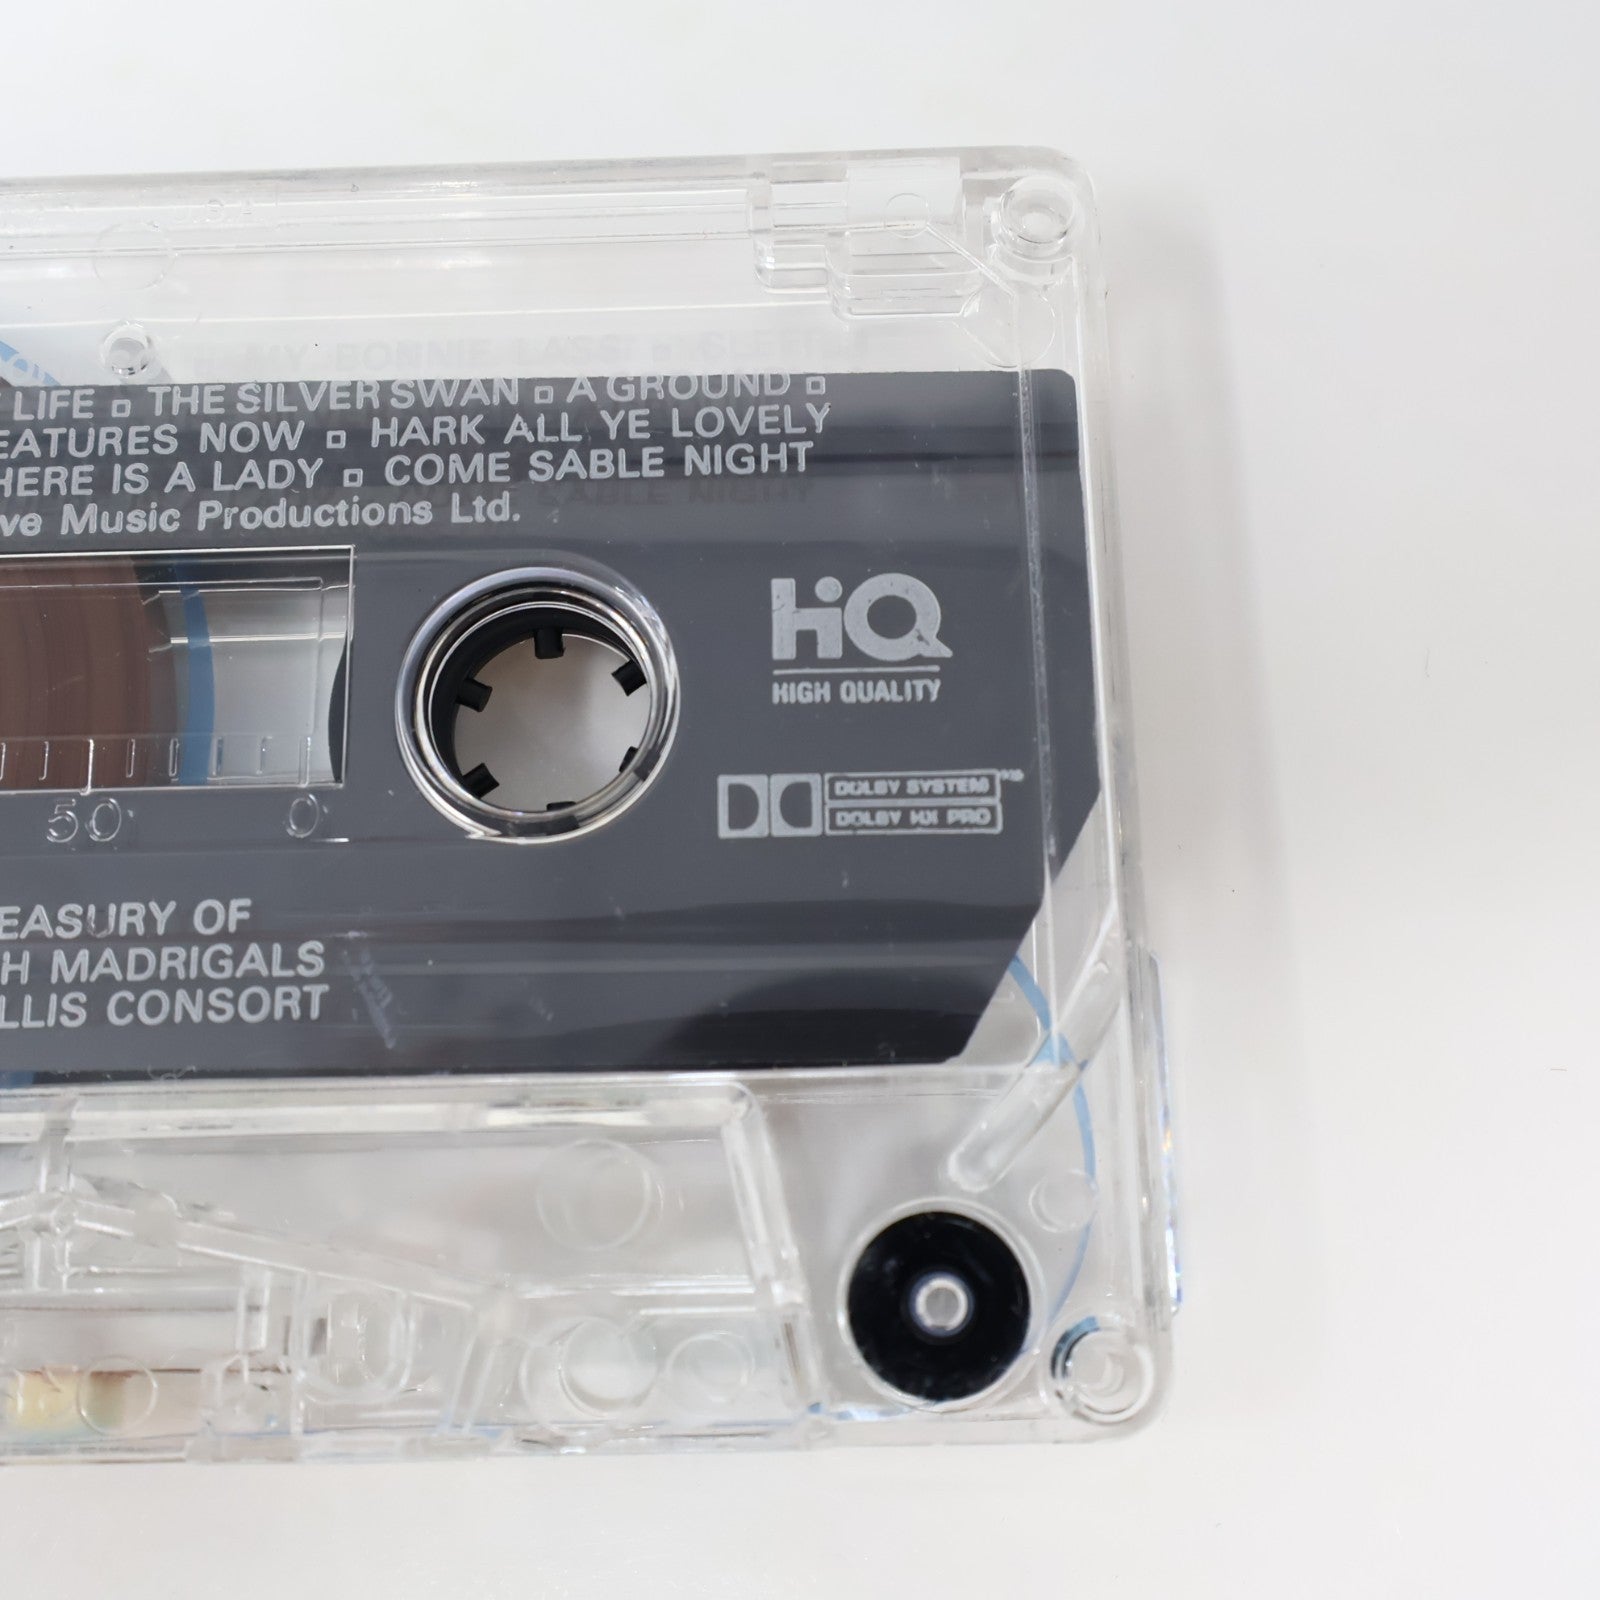 USA
MY BONNIE LASS
LIFE ▫ THE SILVER SWAN ▫ A GROUND ▫
EATURES NOW ▫ HARK ALL YE LOVELY
HERE IS A LADY ▫ COME SABLE NIGHT
ve Music Productions Ltd.
HiQ
HIGH QUALITY
DOLBY SYSTEM
DOLBY HX PRO
50 0
EASURY OF
H MADRIGALS
LLIS CONSORT